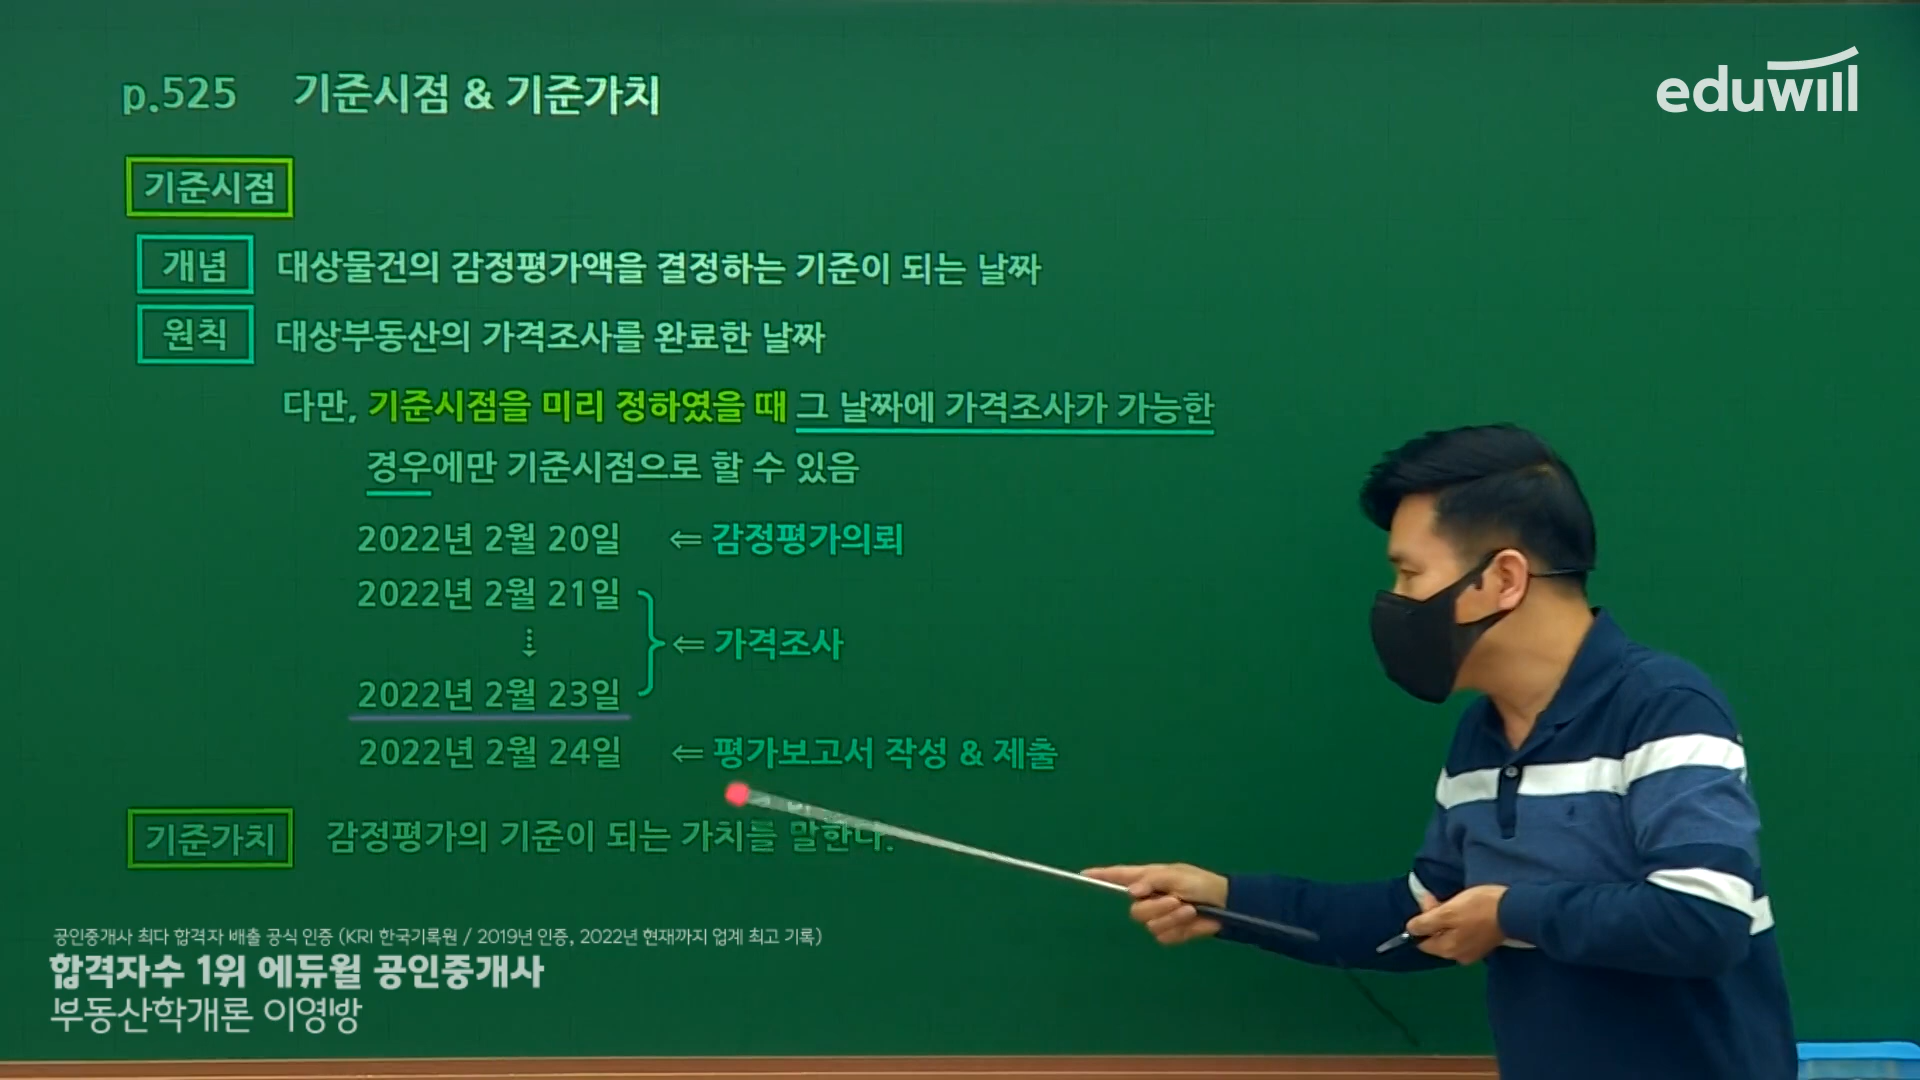 p.525 기준시점 & 기준가치
eduwill
기준시점
개념 대상물건의 감정평가액을 결정하는 기준이 되는 날짜
원칙 대상부동산의 가격조사를 완료한 날짜
다만, 기준시점을 미리 정하였을 때 그 날짜에 가격조사가 가능한
경우에만 기준시점으로 할 수 있음
2022년 2월 20일 ⇐ 감정평가의뢰
2022년 2월 21일
⇐ 가격조사
2022년 2월 23일
2022년 2월 24일 ⇐ 평가보고서 작성 & 제출
기준가치 감정평가의 기준이 되는 가치를 말한다.
공인중개사 최다 합격자 배출 공식 인증 (KRI 한국기록원 / 2019년 인증, 2022년 현재까지 업계 최고 기록)
합격자수 1위 에듀윌 공인중개사
부동산학개론 이영방